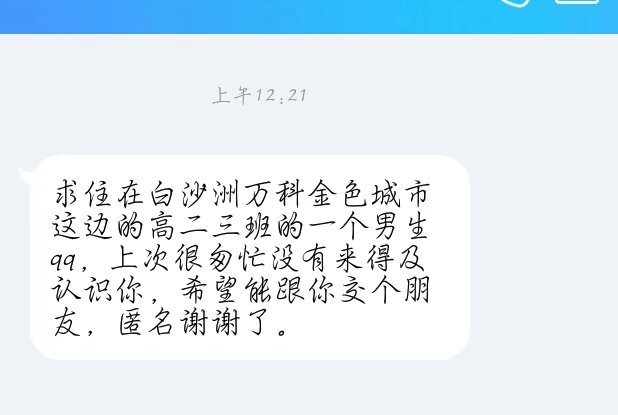 上午12:21
求住在白沙洲万科金色城市
这边的高二三班的一个男生
qq，上次很匆忙没有来得及
认识你，希望能跟你交个朋
友，匿名谢谢了。